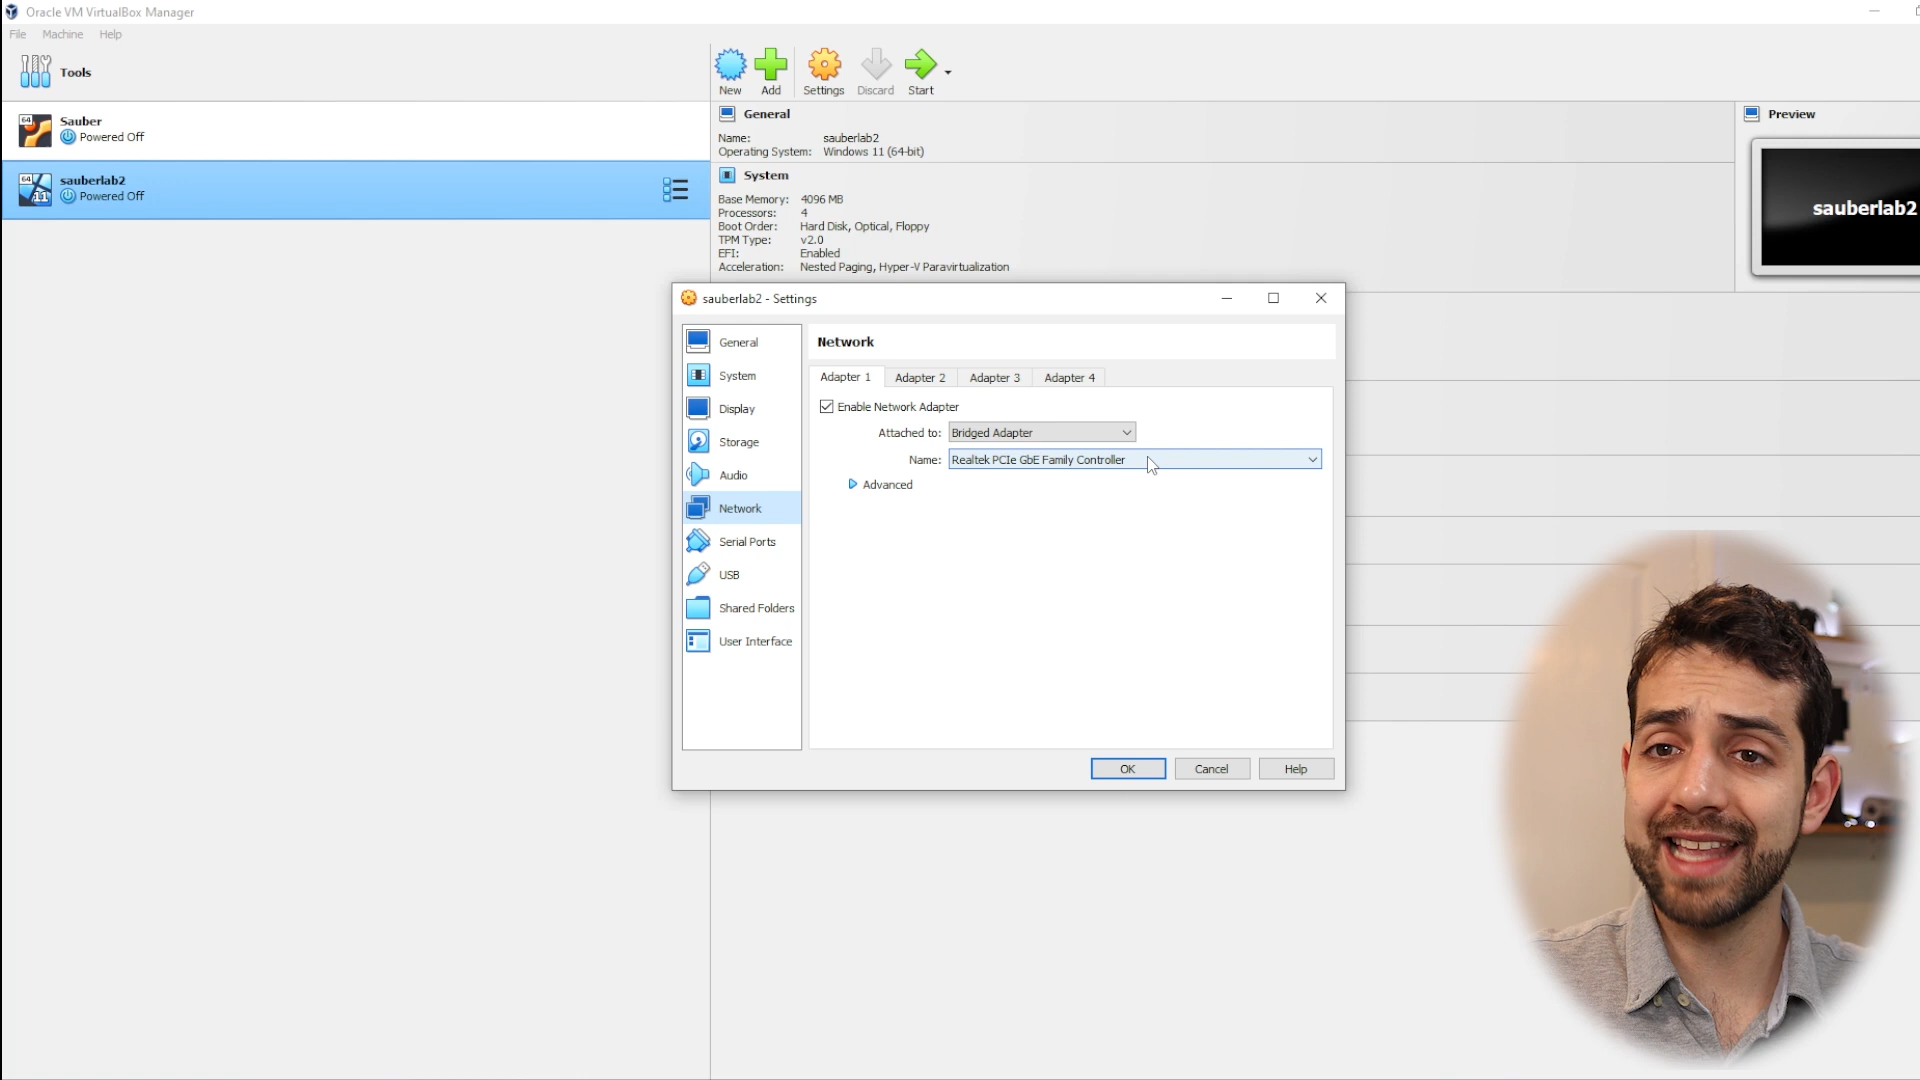 Oracle VM VirtualBox Manager
File Machine Help
Tools
New Add Settings Discard Start
64
Sauber
Powered Off
64
11
sauberlab2
Powered Off
General
Name: sauberlab2
Operating System: Windows 11 (64-bit)
System
Base Memory: 4096 MB
Processors: 4
Boot Order: Hard Disk, Optical, Floppy
TPM Type: v2.0
EFI: Enabled
Acceleration: Nested Paging, Hyper-V Paravirtualization
Preview
sauberlab2
sauberlab2 - Settings
General
System
Display
Storage
Audio
Network
Serial Ports
USB
Shared Folders
User Interface
Network
Adapter 1 Adapter 2 Adapter 3 Adapter 4
Enable Network Adapter
Attached to: Bridged Adapter
Name: Realtek PCIe GbE Family Controller
Advanced
OK Cancel Help